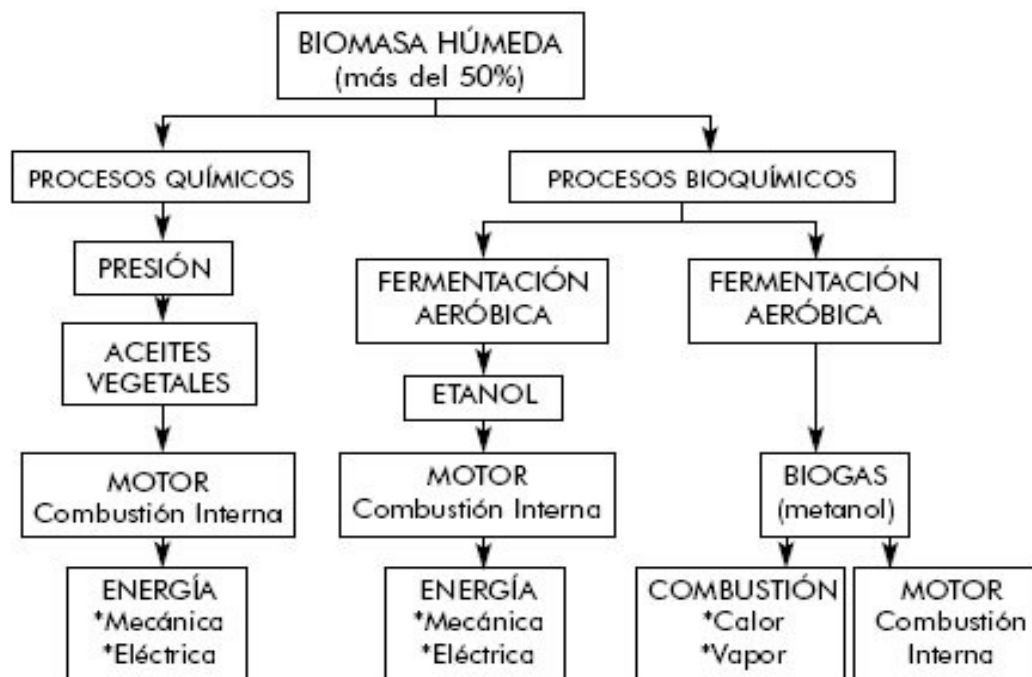 BIOMASA HÚMEDA
(más del 50%)
PROCESOS QUÍMICOS
PROCESOS BIOQUÍMICOS
PRESIÓN
FERMENTACIÓN
AERÓBICA
FERMENTACIÓN
AERÓBICA
ACEITES
VEGETALES
ETANOL
MOTOR
Combustión Interna
MOTOR
Combustión Interna
BIOGAS
(metanol)
ENERGÍA
*Mecánica
*Eléctrica
ENERGÍA
*Mecánica
*Eléctrica
COMBUSTIÓN
*Calor
*Vapor
MOTOR
Combustión
Interna